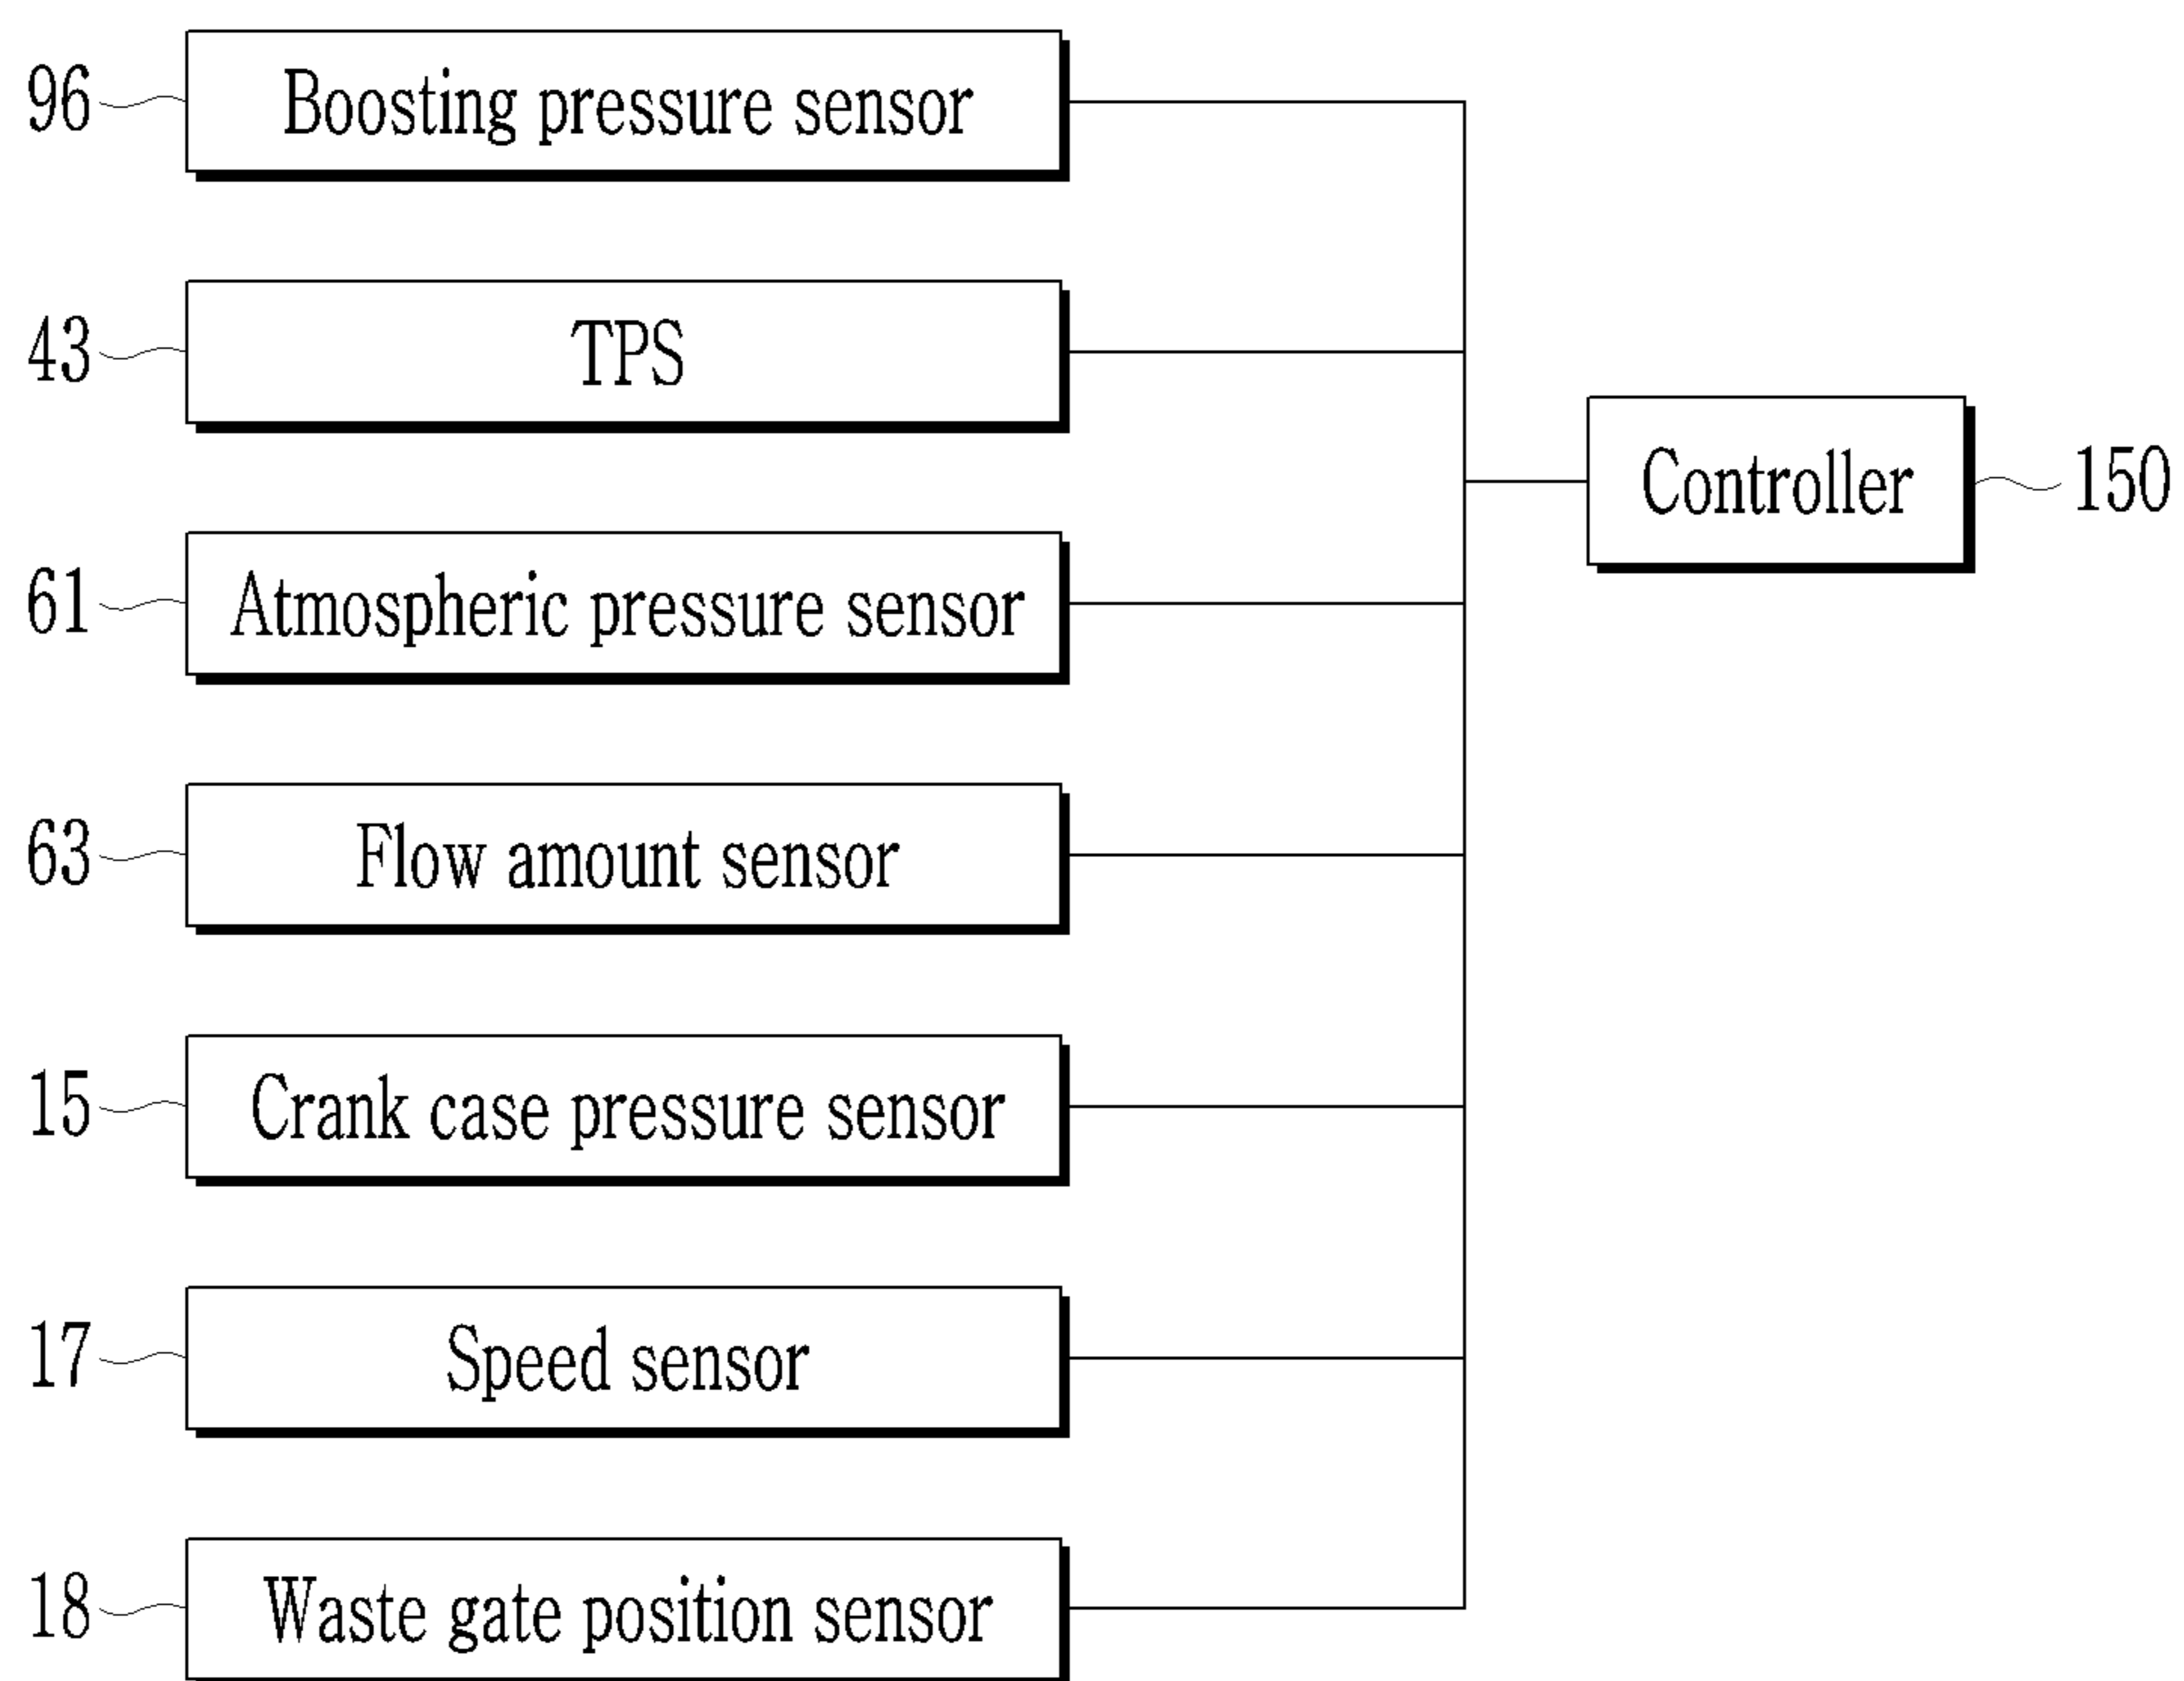 96 Boosting pressure sensor
43 TPS
Controller 150
61 Atmospheric pressure sensor
63 Flow amount sensor
15 Crank case pressure sensor
17 Speed sensor
18 Waste gate position sensor